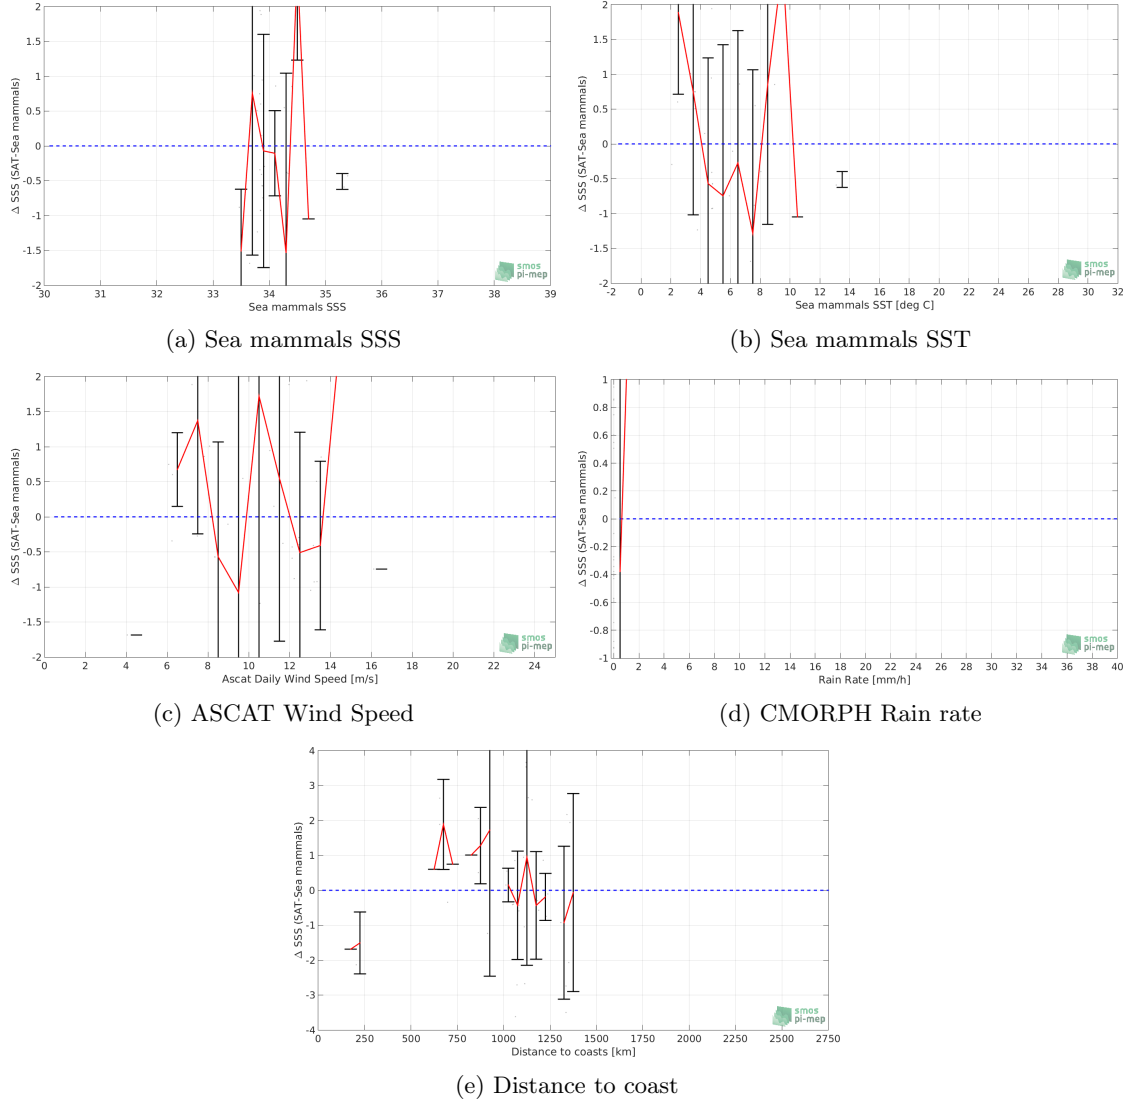 2
1.5
1
0.5
0
-0.5
-1
-1.5
-2
Δ SSS (SAT-Sea mammals)
30 31 32 33 34 35 36 37 38 39
Sea mammals SSS
smos
pi-mep
(a) Sea mammals SSS
2
1.5
1
0.5
0
-0.5
-1
-1.5
-2
Δ SSS (SAT-Sea mammals)
-2 0 2 4 6 8 10 12 14 16 18 20 22 24 26 28 30 32
Sea mammals SST [deg C]
smos
pi-mep
(b) Sea mammals SST
2
1.5
1
0.5
0
-0.5
-1
-1.5
-2
Δ SSS (SAT-Sea mammals)
0 2 4 6 8 10 12 14 16 18 20 22 24
Ascat Daily Wind Speed [m/s]
smos
pi-mep
(c) ASCAT Wind Speed
1
0.8
0.6
0.4
0.2
0
-0.2
-0.4
-0.6
-0.8
-1
Δ SSS (SAT-Sea mammals)
0 2 4 6 8 10 12 14 16 18 20 22 24 26 28 30 32 34 36 38 40
Rain Rate [mm/h]
smos
pi-mep
(d) CMORPH Rain rate
4
3
2
1
0
-1
-2
-3
-4
Δ SSS (SAT-Sea mammals)
0 250 500 750 1000 1250 1500 1750 2000 2250 2500 2750
Distance to coasts [km]
smos
pi-mep
(e) Distance to coast